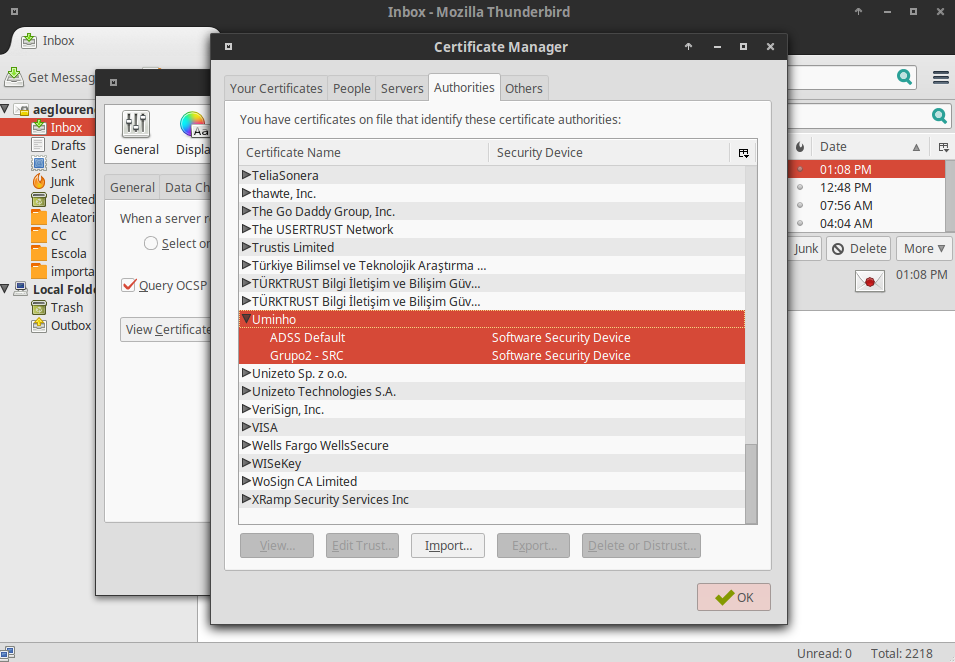 Inbox - Mozilla Thunderbird
Inbox
Get Messag
aeglouren
Inbox
Drafts
Sent
Junk
Deleted
Aleatori
CC
Escola
importa
Local Folde
Trash
Outbox
General
Displa
General
Data Ch
When a server r
Select or
Query OCSP
View Certificate
Certificate Manager
Your Certificates
People
Servers
Authorities
Others
You have certificates on file that identify these certificate authorities:
Certificate Name
Security Device
TeliaSonera
thawte, Inc.
The Go Daddy Group, Inc.
The USERTRUST Network
Trustis Limited
Türkiye Bilimsel ve Teknolojik Araştırma ...
TÜRKTRUST Bilgi İletişim ve Bilişim Güv...
TÜRKTRUST Bilgi İletişim ve Bilişim Güv...
Uminho
ADSS Default Software Security Device
Grupo2 - SRC Software Security Device
Unizeto Sp. z o.o.
Unizeto Technologies S.A.
VeriSign, Inc.
VISA
Wells Fargo WellsSecure
WISeKey
WoSign CA Limited
XRamp Security Services Inc
View...
Edit Trust...
Import...
Export...
Delete or Distrust...
OK
Date
01:08 PM
12:48 PM
07:56 AM
04:04 AM
Junk
Delete
More
01:08 PM
Unread: 0
Total: 2218